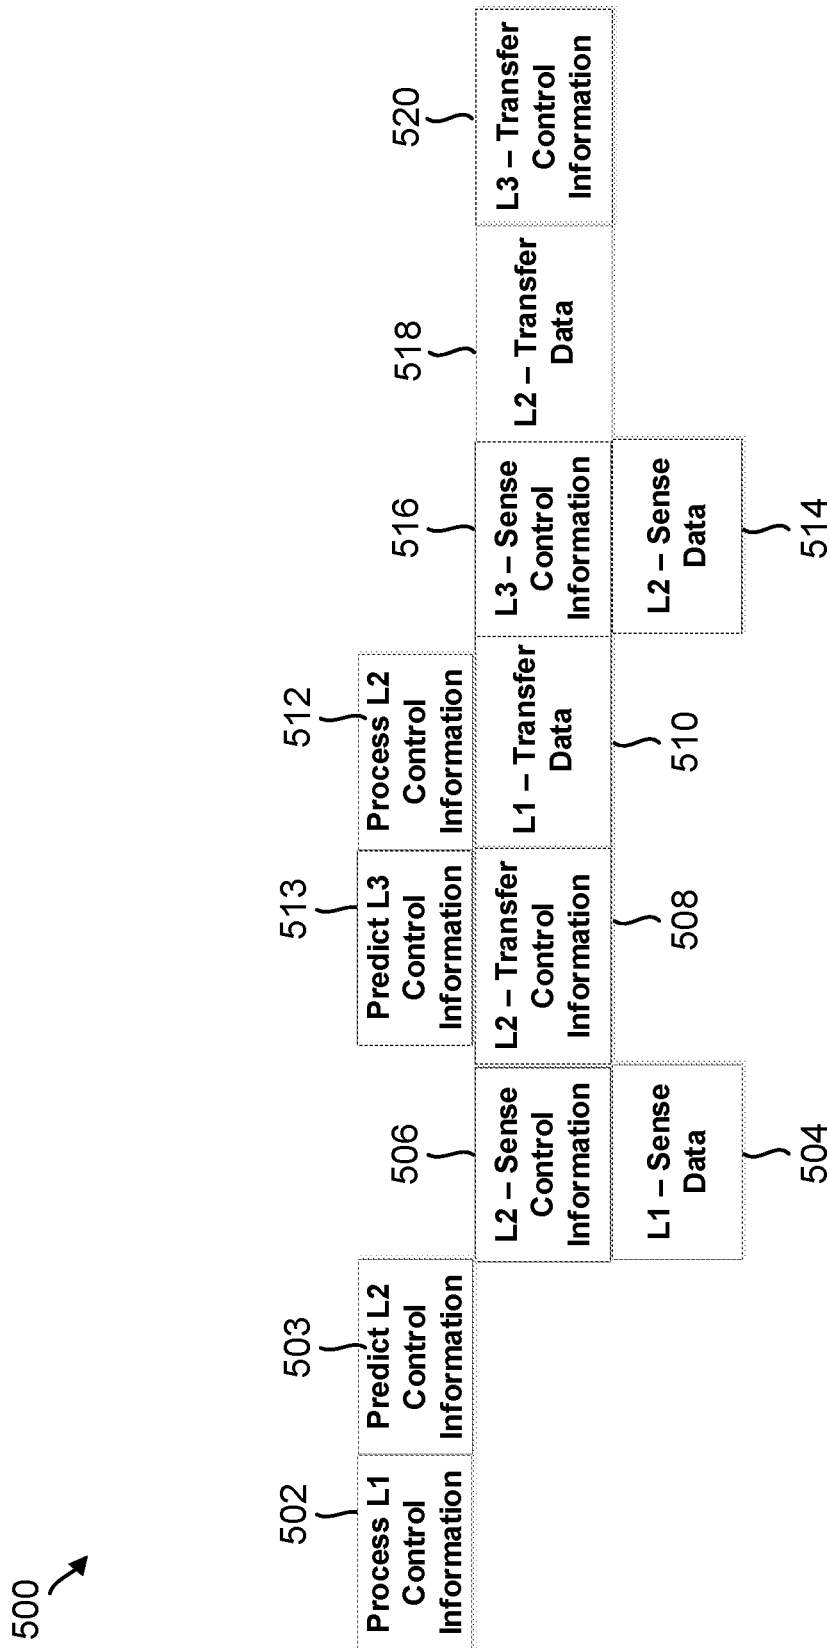 500
502
Process L1
Control
Information
503
Predict L2
Control
Information
504
L1 – Sense
Data
506
L2 – Sense
Control
Information
508
L2 – Transfer
Control
Information
513
Predict L3
Control
Information
512
Process L2
Control
Information
510
L1 – Transfer
Data
516
L3 – Sense
Control
Information
514
L2 – Sense
Data
518
L2 – Transfer
Data
520
L3 – Transfer
Control
Information